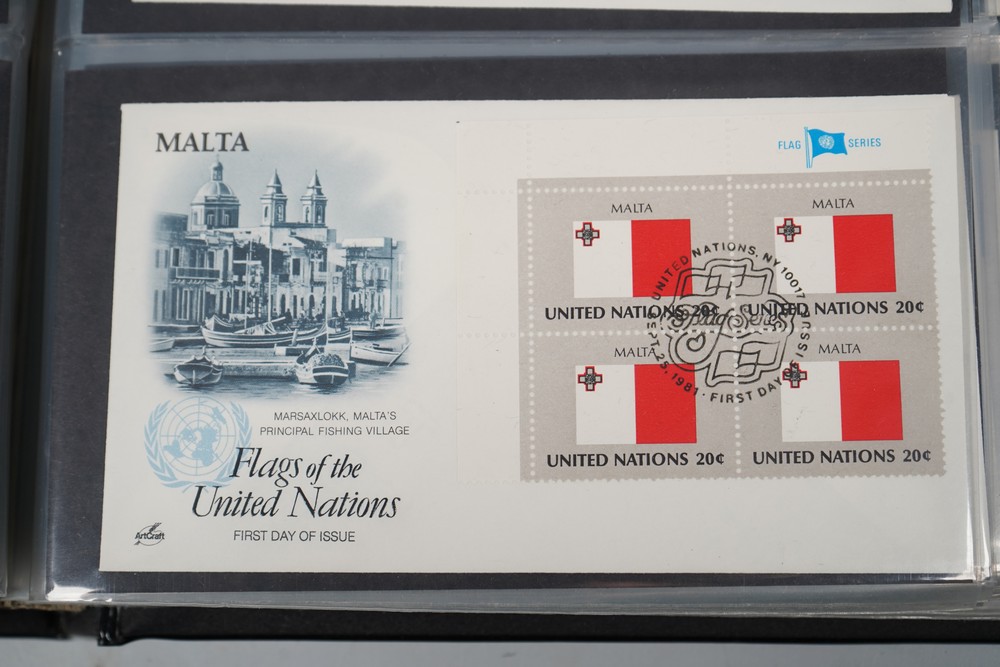 MALTA
MARSAXLOKK, MALTA'S
PRINCIPAL FISHING VILLAGE
Flags of the
United Nations
FIRST DAY OF ISSUE
ArtCraft
FLAG SERIES
MALTA
UNITED NATIONS 20¢
MALTA
UNITED NATIONS 20¢
MALTA
UNITED NATIONS 20¢
MALTA
UNITED NATIONS 20¢
UNITED NATIONS, NY 10017
Flag Series
SEPT. 25, 1981 · FIRST DAY OF ISSUE